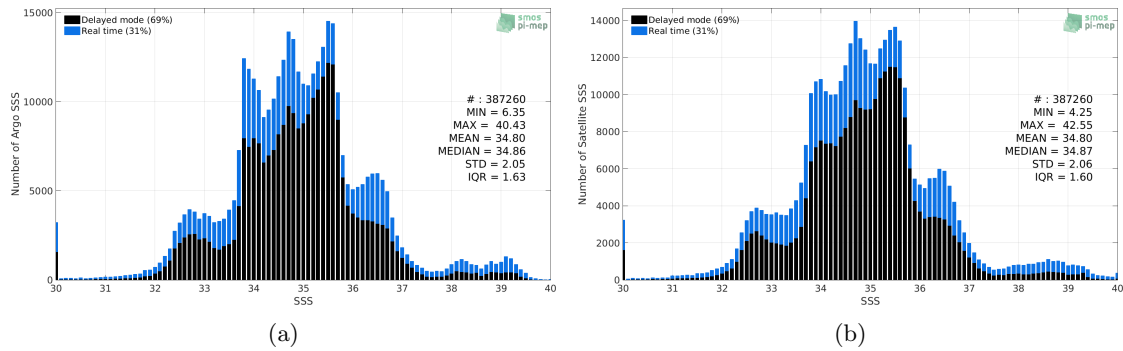 Delayed mode (69%)
Real time (31%)
smos
pi-mep
# : 387260
MIN = 6.35
MAX = 40.43
MEAN = 34.80
MEDIAN = 34.86
STD = 2.05
IQR = 1.63
Number of Argo SSS
15000
10000
5000
0
30 31 32 33 34 35 36 37 38 39 40
SSS
(a)
Delayed mode (69%)
Real time (31%)
smos
pi-mep
# : 387260
MIN = 4.25
MAX = 42.55
MEAN = 34.80
MEDIAN = 34.87
STD = 2.06
IQR = 1.60
Number of Satellite SSS
14000
12000
10000
8000
6000
4000
2000
0
30 31 32 33 34 35 36 37 38 39 40
SSS
(b)